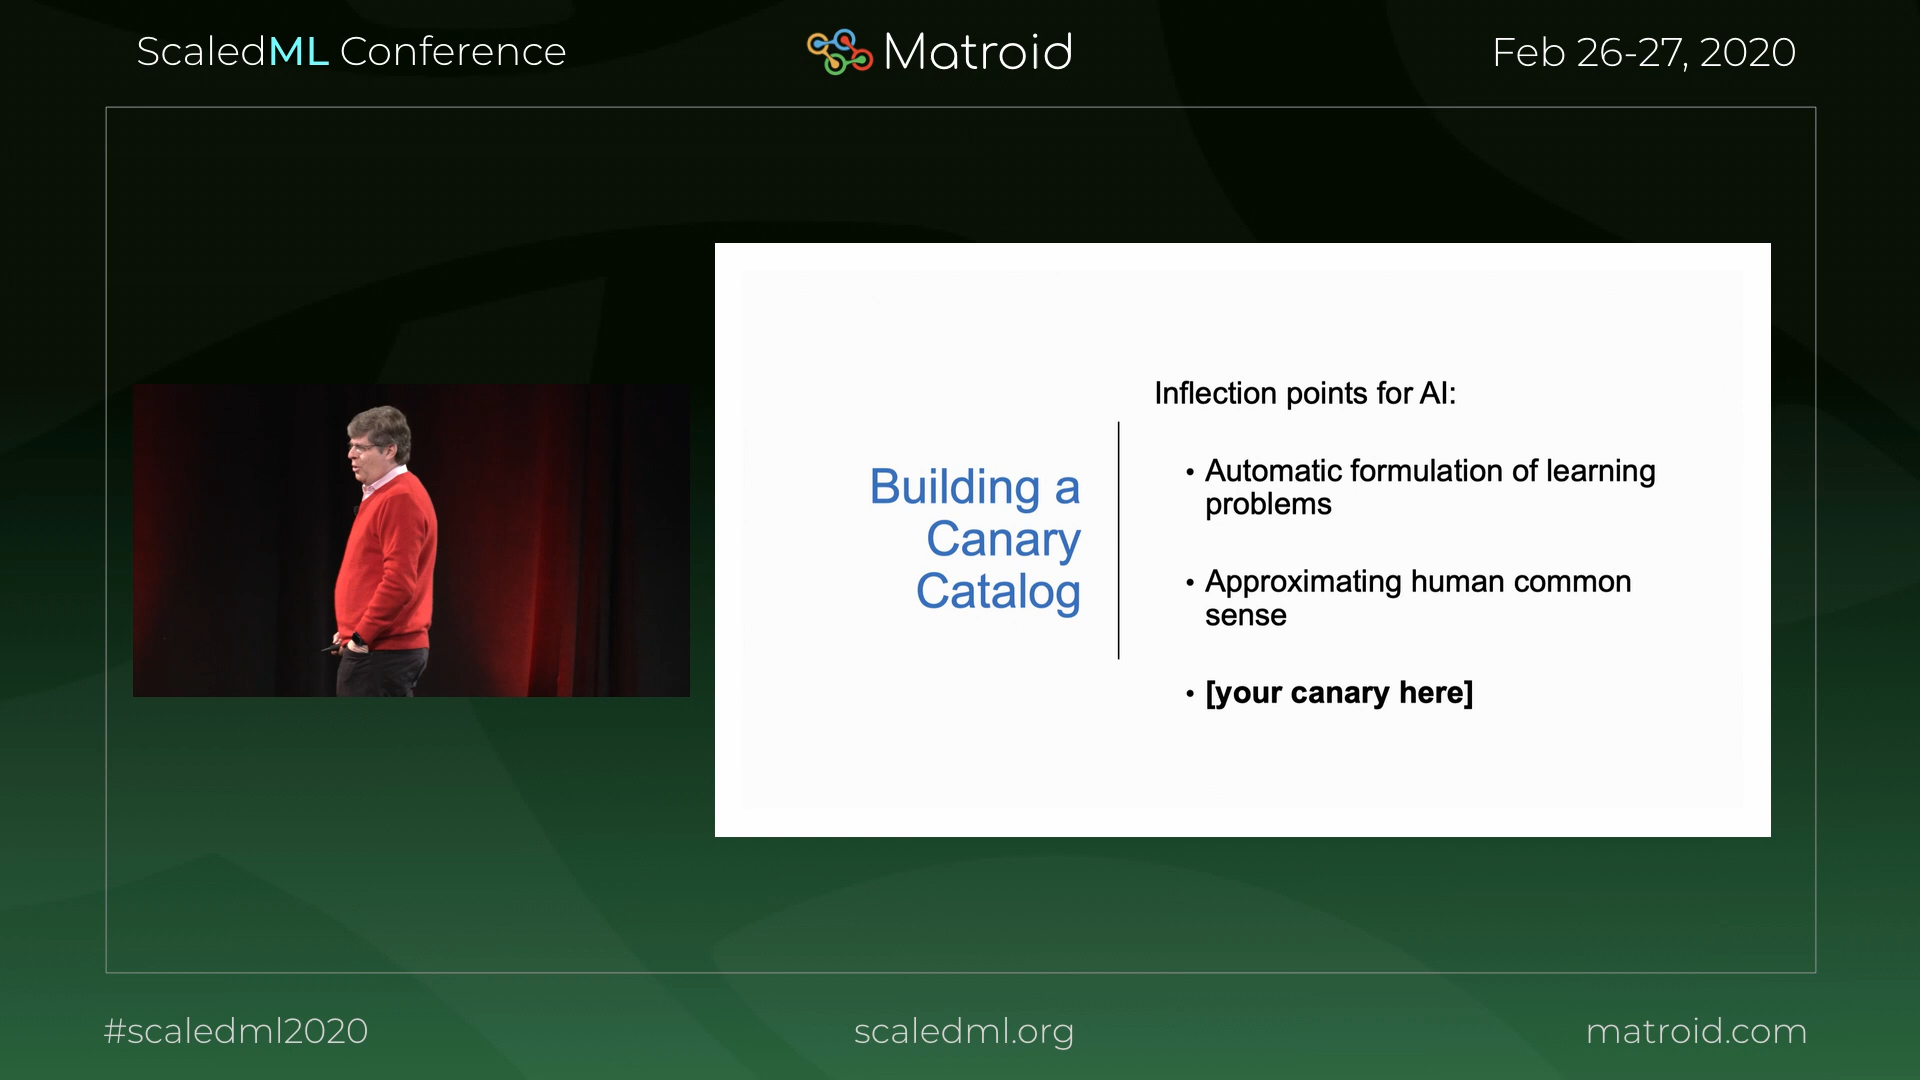 ScaledML Conference
Matroid
Feb 26-27, 2020
Building a
Canary
Catalog
Inflection points for AI:
• Automatic formulation of learning
problems
• Approximating human common
sense
• [your canary here]
#scaledml2020
scaledml.org
matroid.com